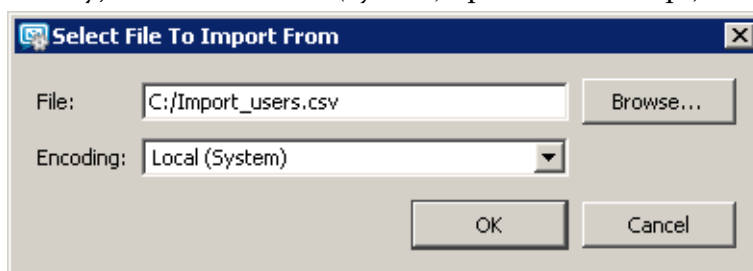 Select File To Import From
File: C:/Import_users.csv Browse...
Encoding: Local (System)
OK Cancel